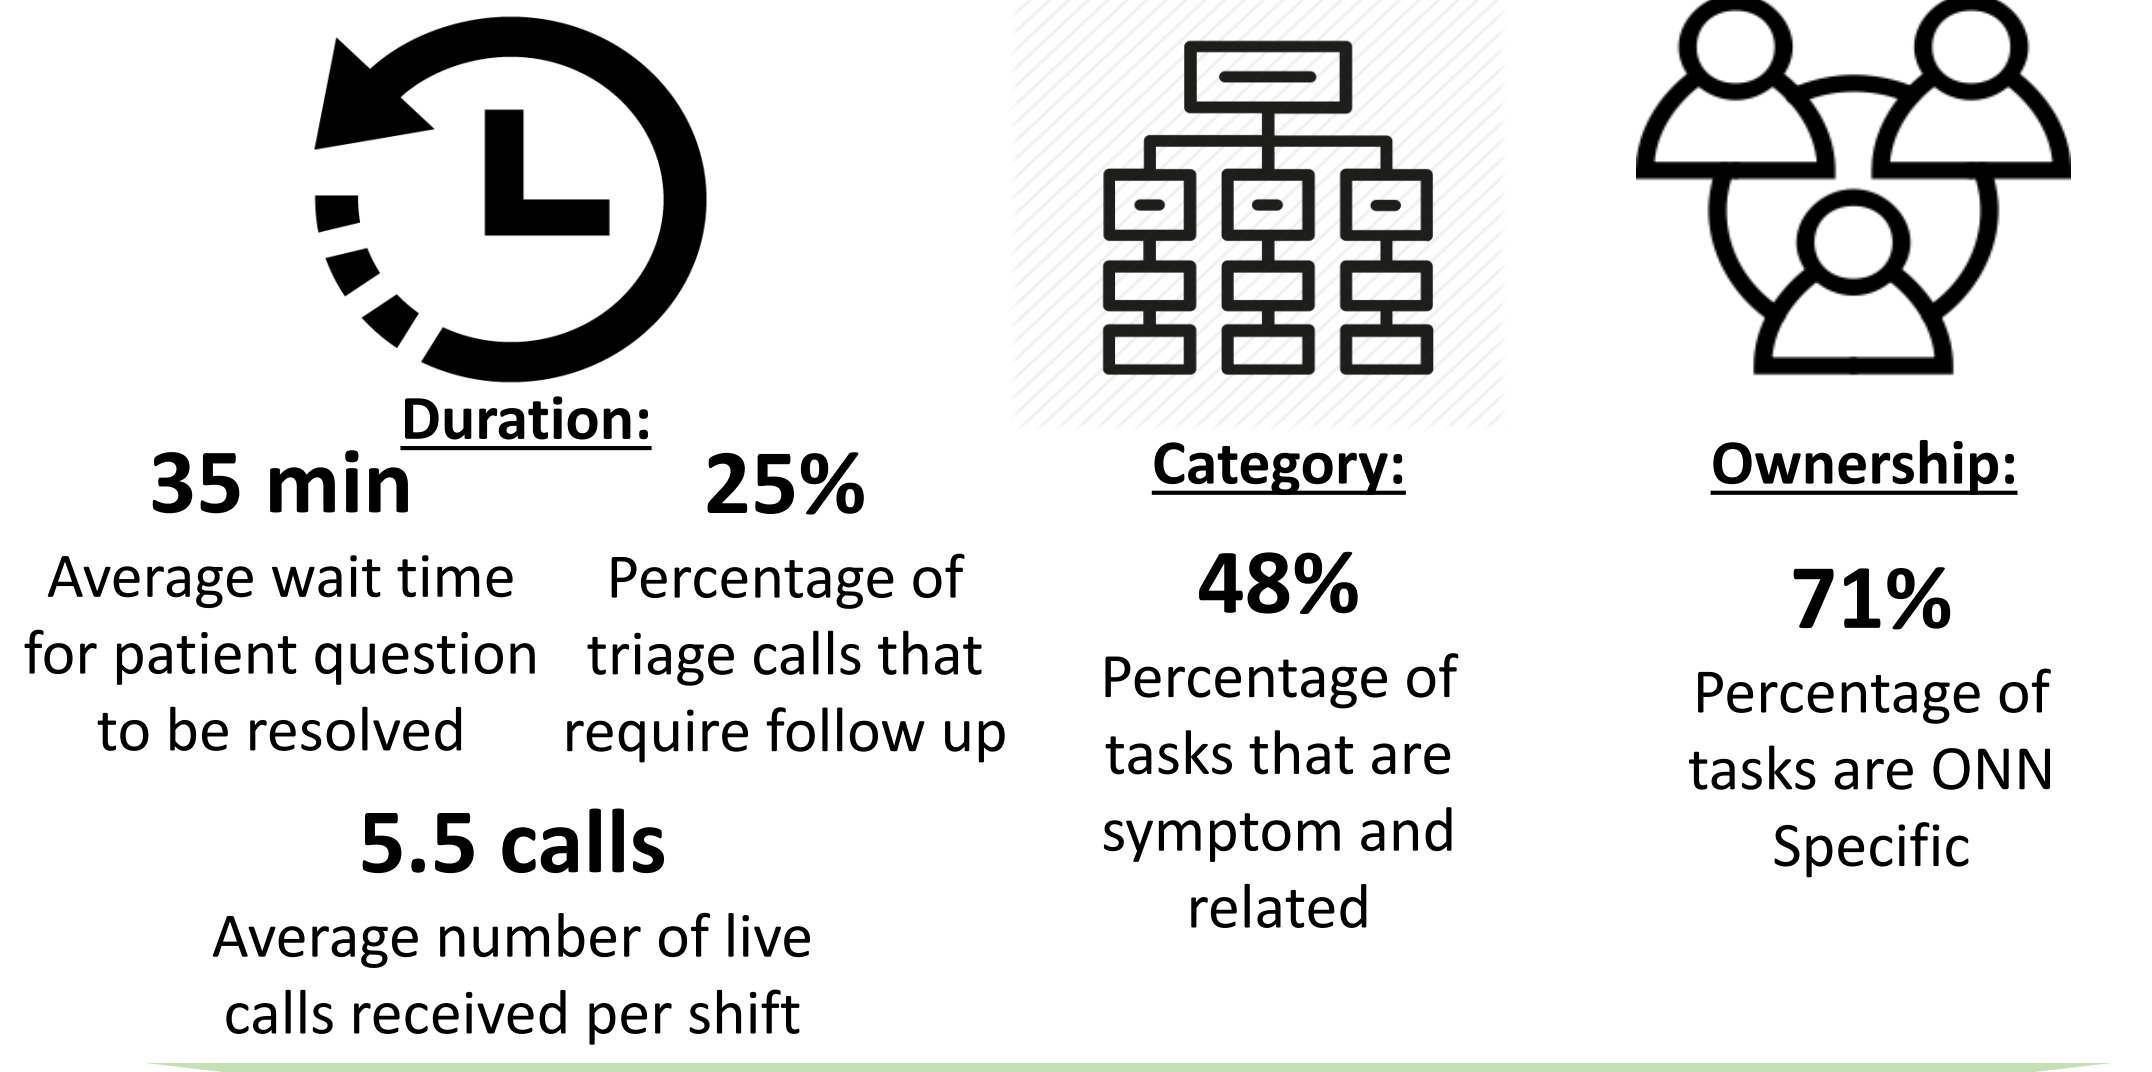 Duration:
35 min
Average wait time
for patient question
to be resolved
25%
Percentage of
triage calls that
require follow up
5.5 calls
Average number of live
calls received per shift
Category:
48%
Percentage of
tasks that are
symptom and
related
Ownership:
71%
Percentage of
tasks are ONN
Specific